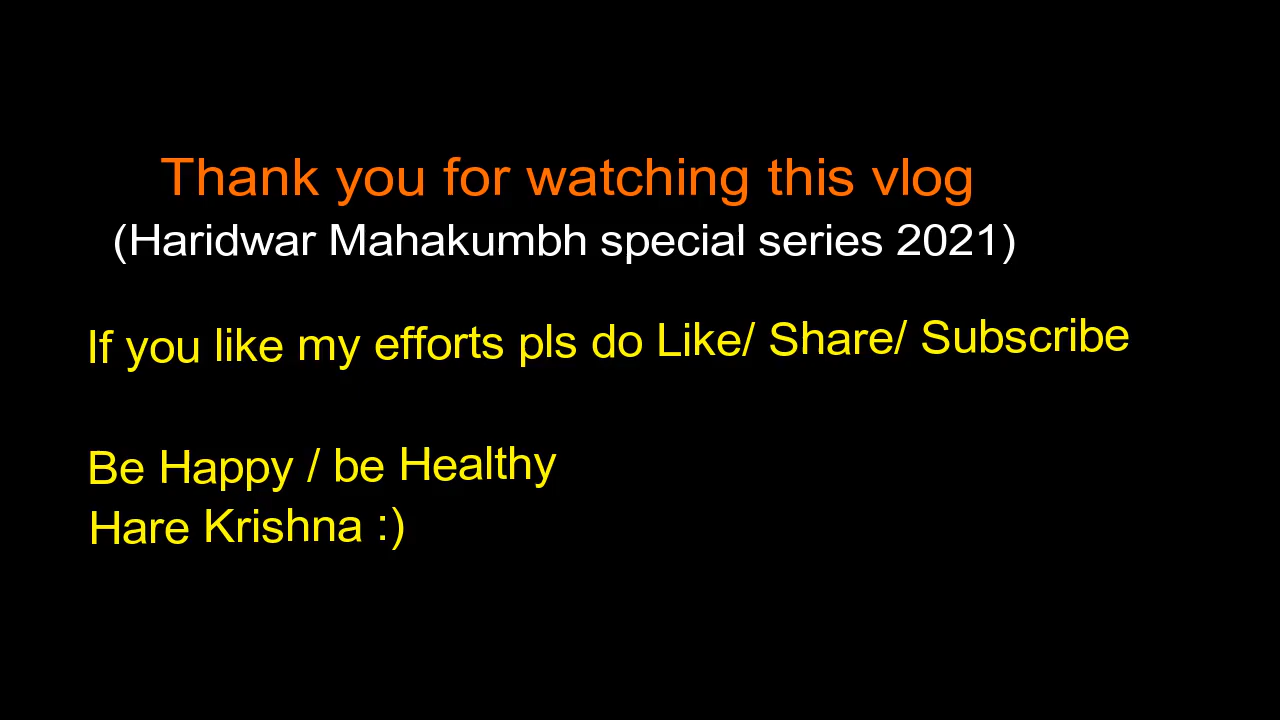 Thank you for watching this vlog
(Haridwar Mahakumbh special series 2021)
If you like my efforts pls do Like/ Share/ Subscribe
Be Happy / be Healthy
Hare Krishna :)